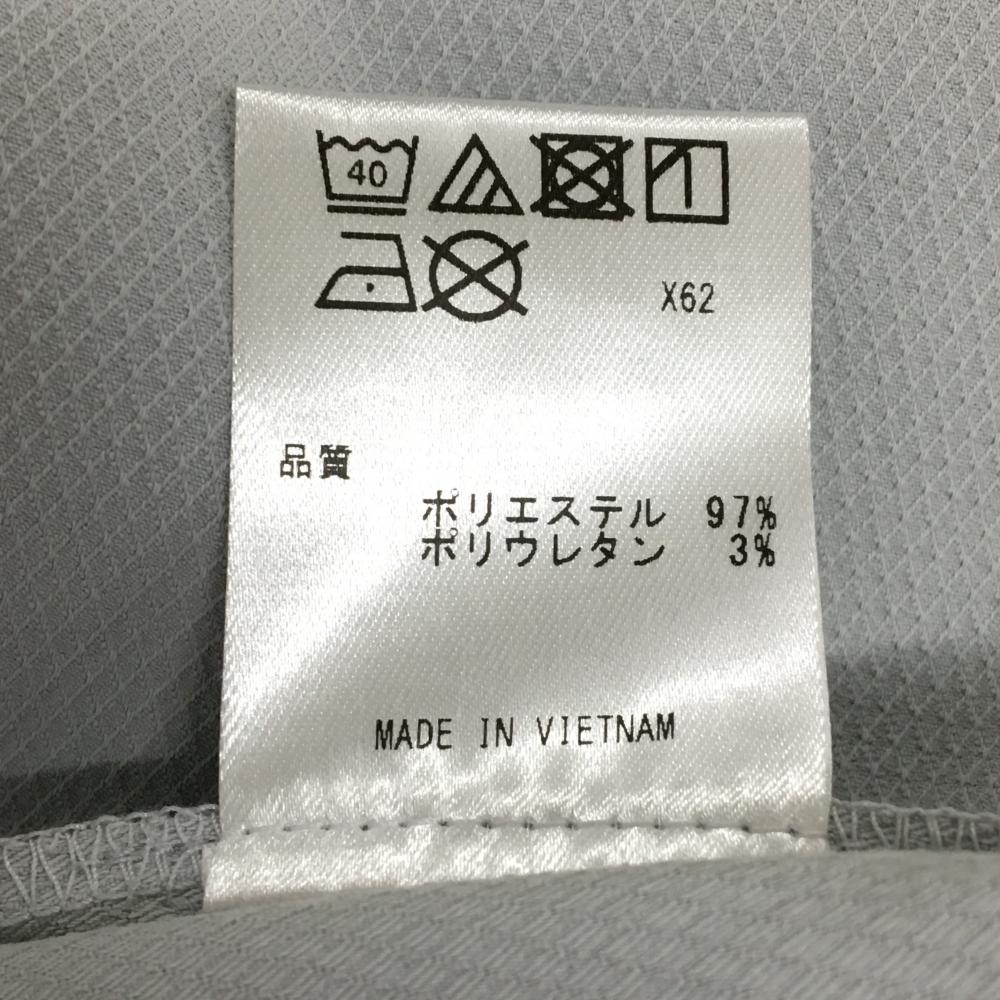 40
X62
品質
ポリエステル 97%
ポリウレタン 3%
MADE IN VIETNAM